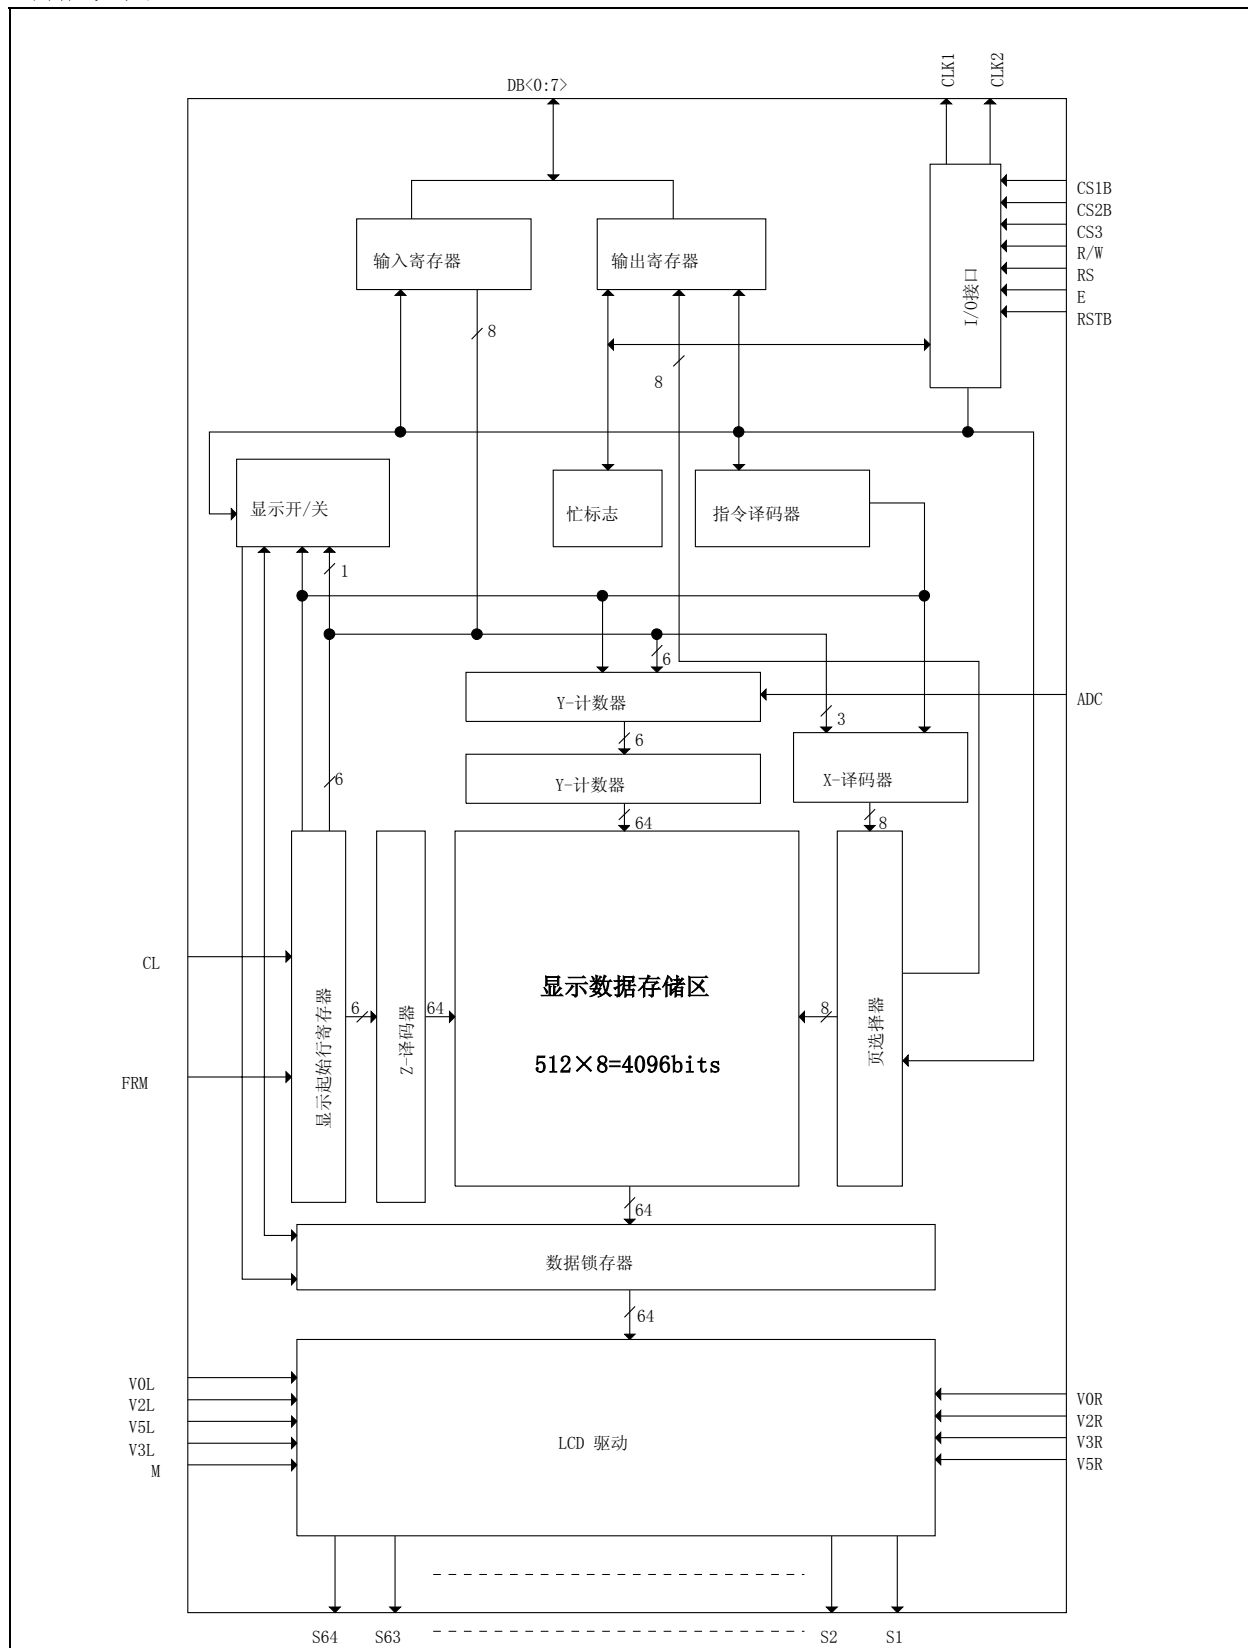 CLK1
CLK2
DB<0:7>
CS1B
CS2B
CS3
R/W
RS
E
RSTB
输入寄存器
输出寄存器
I/O接口
8
8
显示开/关
忙标志
指令译码器
1
6
Y-计数器
ADC
3
6
6
Y-计数器
X-译码器
64
8
CL
显示数据存储区
6
64
8
显示起始行寄存器
Z-译码器
页选择器
512×8=4096bits
FRM
64
数据锁存器
64
V0L
V2L
V5L
V3L
M
LCD 驱动
V0R
V2R
V3R
V5R
S64
S63
S2
S1